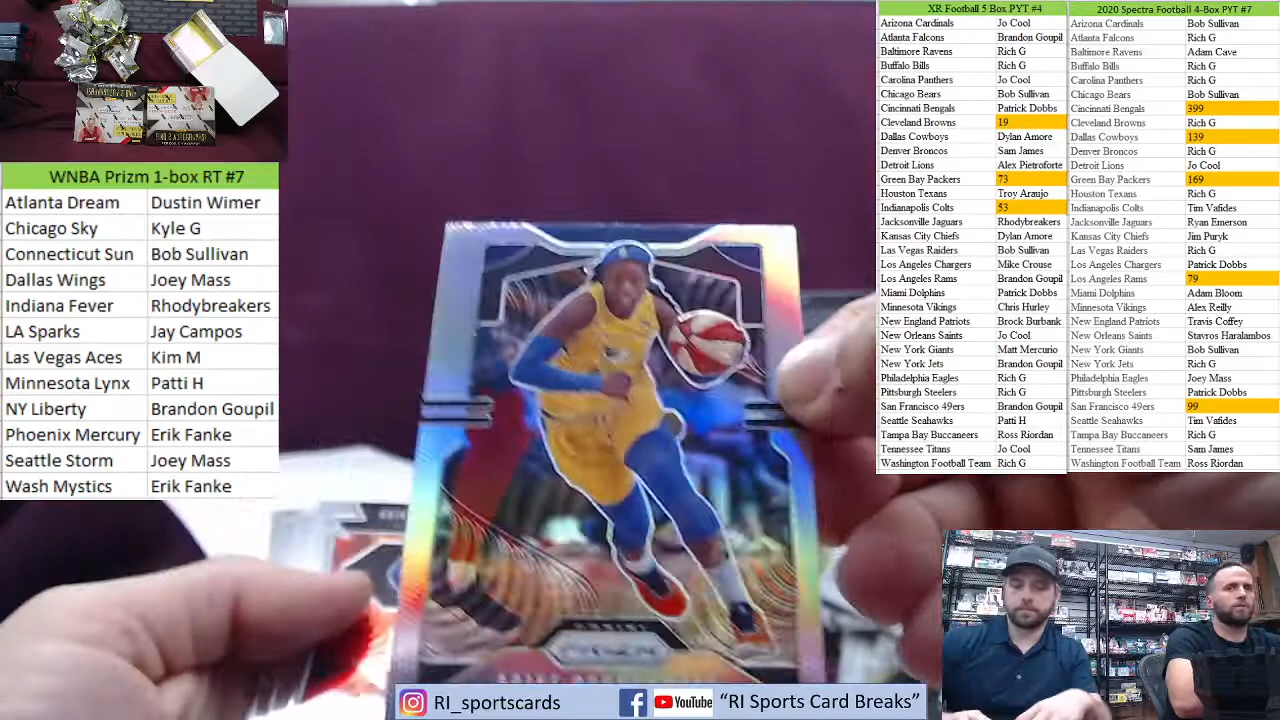 WNBA Prizm 1-box RT #7
Atlanta Dream Dustin Wimer
Chicago Sky Kyle G
Connecticut Sun Bob Sullivan
Dallas Wings Joey Mass
Indiana Fever Rhodybreakers
LA Sparks Jay Campos
Las Vegas Aces Kim M
Minnesota Lynx Patti H
NY Liberty Brandon Goupil
Phoenix Mercury Erik Fanke
Seattle Storm Joey Mass
Wash Mystics Erik Fanke
XR Football 5 Box PYT #4
Arizona Cardinals Jo Cool
Atlanta Falcons Brandon Goupil
Baltimore Ravens Rich G
Buffalo Bills Rich G
Carolina Panthers Jo Cool
Chicago Bears Bob Sullivan
Cincinnati Bengals Patrick Dobbs
Cleveland Browns 19
Dallas Cowboys Dylan Amore
Denver Broncos Sam James
Detroit Lions Alex Pietroforte
Green Bay Packers 73
Houston Texans Troy Araujo
Indianapolis Colts 53
Jacksonville Jaguars Rhodybreakers
Kansas City Chiefs Dylan Amore
Las Vegas Raiders Bob Sullivan
Los Angeles Chargers Mike Crouse
Los Angeles Rams Brandon Goupil
Miami Dolphins Patrick Dobbs
Minnesota Vikings Chris Hurley
New England Patriots Brock Burbank
New Orleans Saints Jo Cool
New York Giants Matt Mercurio
New York Jets Brandon Goupil
Philadelphia Eagles Rich G
Pittsburgh Steelers Rich G
San Francisco 49ers Brandon Goupil
Seattle Seahawks Patti H
Tampa Bay Buccaneers Ross Riordan
Tennessee Titans Jo Cool
Washington Football Team Rich G
2020 Spectra Football 4-Box PYT #7
Arizona Cardinals Bob Sullivan
Atlanta Falcons Rich G
Baltimore Ravens Adam Cave
Buffalo Bills Rich G
Carolina Panthers Rich G
Chicago Bears Bob Sullivan
Cincinnati Bengals 399
Cleveland Browns Rich G
Dallas Cowboys 139
Denver Broncos Rich G
Detroit Lions Jo Cool
Green Bay Packers 169
Houston Texans Rich G
Indianapolis Colts Tim Vafides
Jacksonville Jaguars Ryan Emerson
Kansas City Chiefs Jim Puryk
Las Vegas Raiders Rich G
Los Angeles Chargers Patrick Dobbs
Los Angeles Rams 79
Miami Dolphins Adam Bloom
Minnesota Vikings Alex Reilly
New England Patriots Travis Coffey
New Orleans Saints Stavros Haralambos
New York Giants Bob Sullivan
New York Jets Rich G
Philadelphia Eagles Joey Mass
Pittsburgh Steelers Patrick Dobbs
San Francisco 49ers 99
Seattle Seahawks Tim Vafides
Tampa Bay Buccaneers Rich G
Tennessee Titans Sam James
Washington Football Team Ross Riordan
PRIZM
RI_sportscards YouTube “RI Sports Card Breaks”